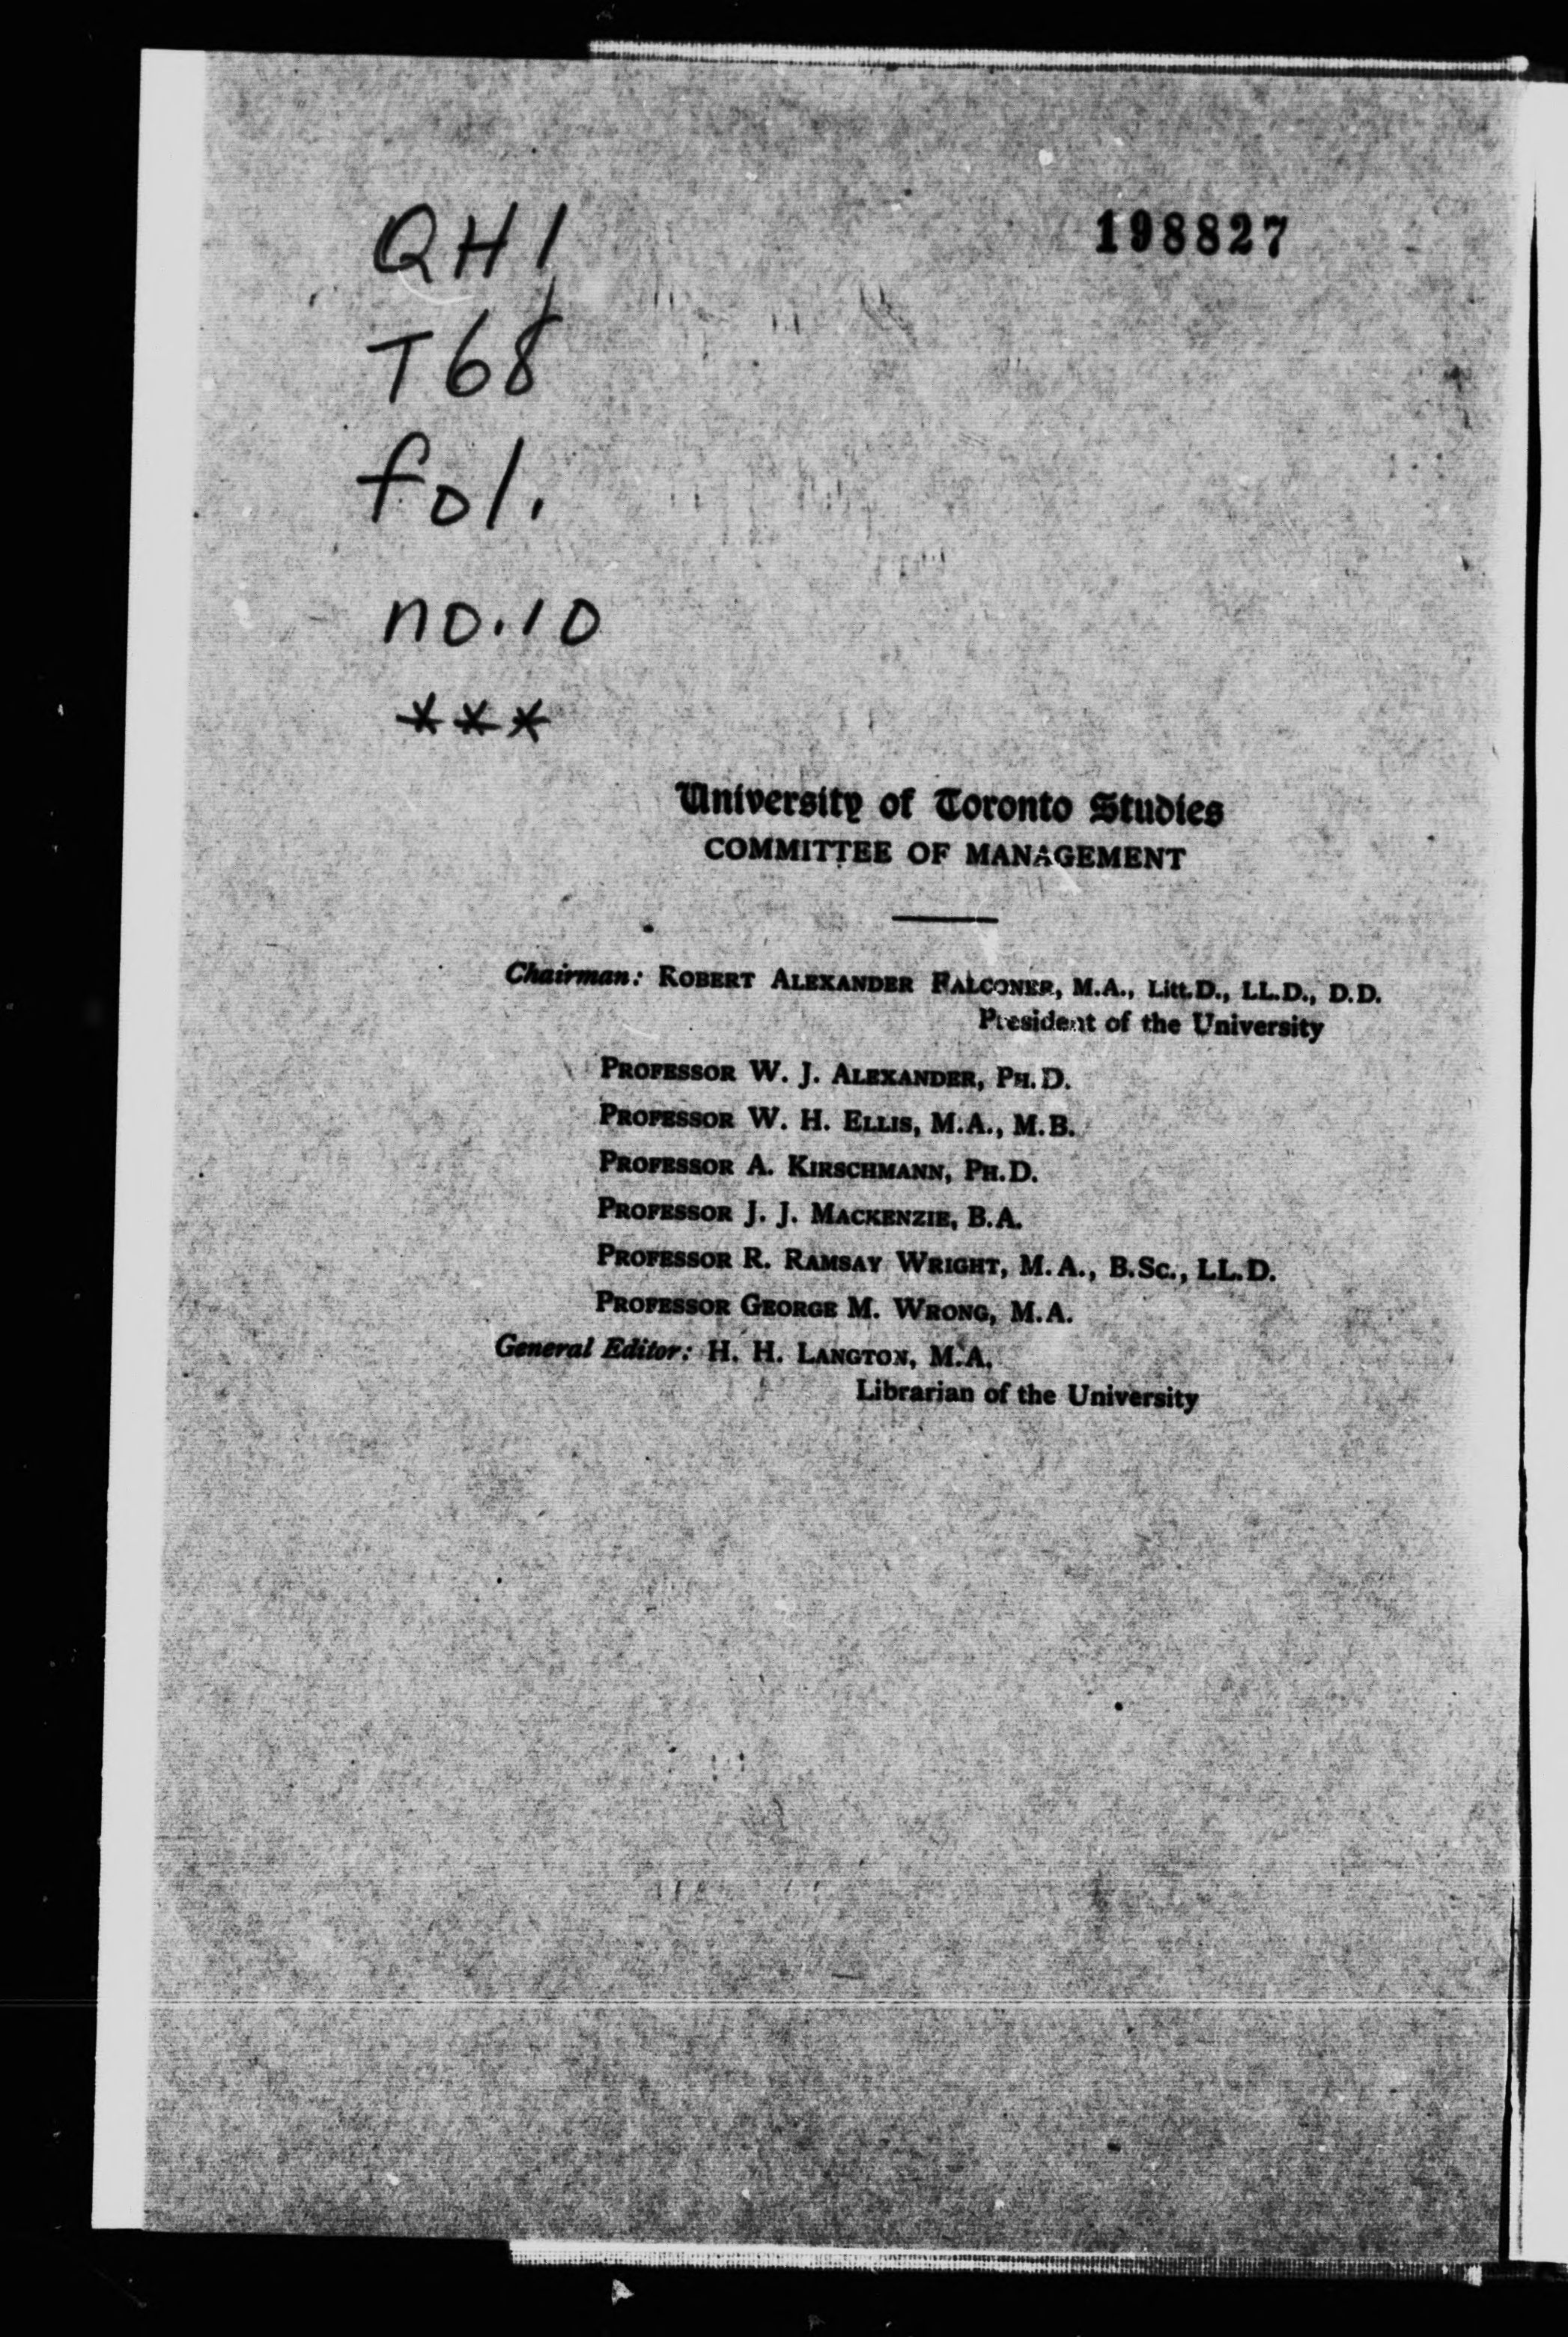 QH1
198827
T68
fol.
no.10
***
University of Toronto Studies
COMMITTEE OF MANAGEMENT
Chairman: ROBERT ALEXANDER FALCONER, M.A., Litt.D., LL.D., D.D.
President of the University
PROFESSOR W. J. ALEXANDER, PH.D.
PROFESSOR W. H. ELLIS, M.A., M.B.
PROFESSOR A. KIRSCHMANN, PH.D.
PROFESSOR J. J. MACKENZIE, B.A.
PROFESSOR R. RAMSAY WRIGHT, M.A., B.SC., LL.D.
PROFESSOR GEORGE M. WRONG, M.A.
General Editor: H. H. LANGTON, M.A.
Librarian of the University